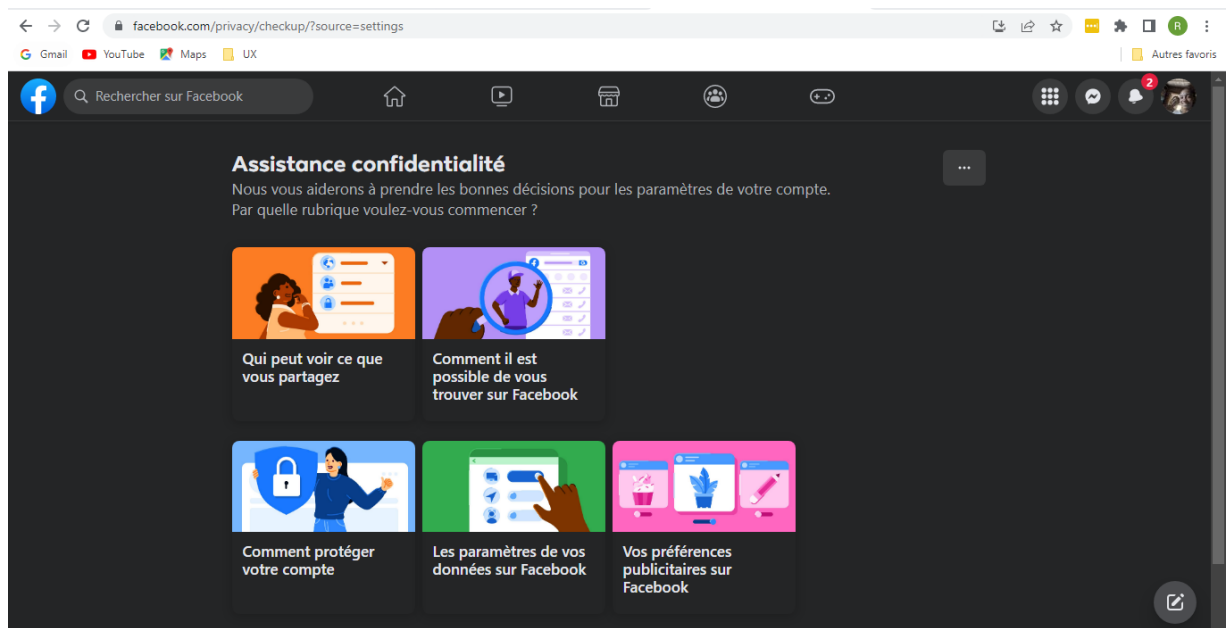 facebook.com/privacy/checkup/?source=settings
R
G Gmail YouTube Maps UX Autres favoris
Rechercher sur Facebook
2
Assistance confidentialité
Nous vous aiderons à prendre les bonnes décisions pour les paramètres de votre compte.
Par quelle rubrique voulez-vous commencer ?
Qui peut voir ce que
vous partagez
Comment il est
possible de vous
trouver sur Facebook
Comment protéger
votre compte
Les paramètres de vos
données sur Facebook
Vos préférences
publicitaires sur
Facebook